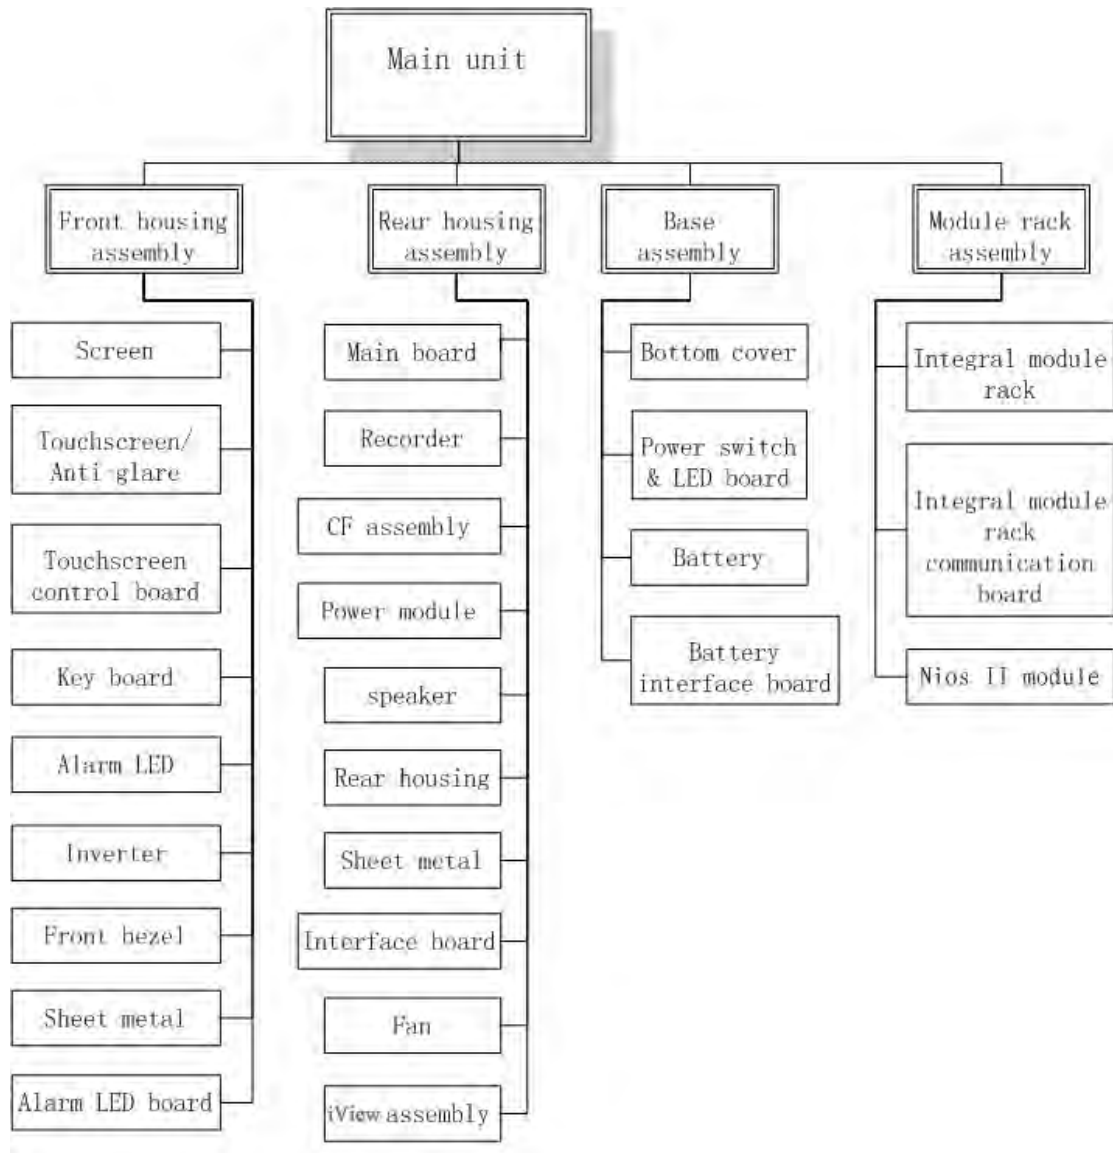 Main unit
Front housing
assembly
Rear housing
assembly
Base
assembly
Module rack
assembly
Screen
Touchscreen/
Anti-glare
Touchscreen
control board
Key board
Alarm LED
Inverter
Front bezel
Sheet metal
Alarm LED board
Main board
Recorder
CF assembly
Power module
speaker
Rear housing
Sheet metal
Interface board
Fan
iView assembly
Bottom cover
Power switch
& LED board
Battery
Battery
interface board
Integral module
rack
Integral module
rack
communication
board
Nios II module